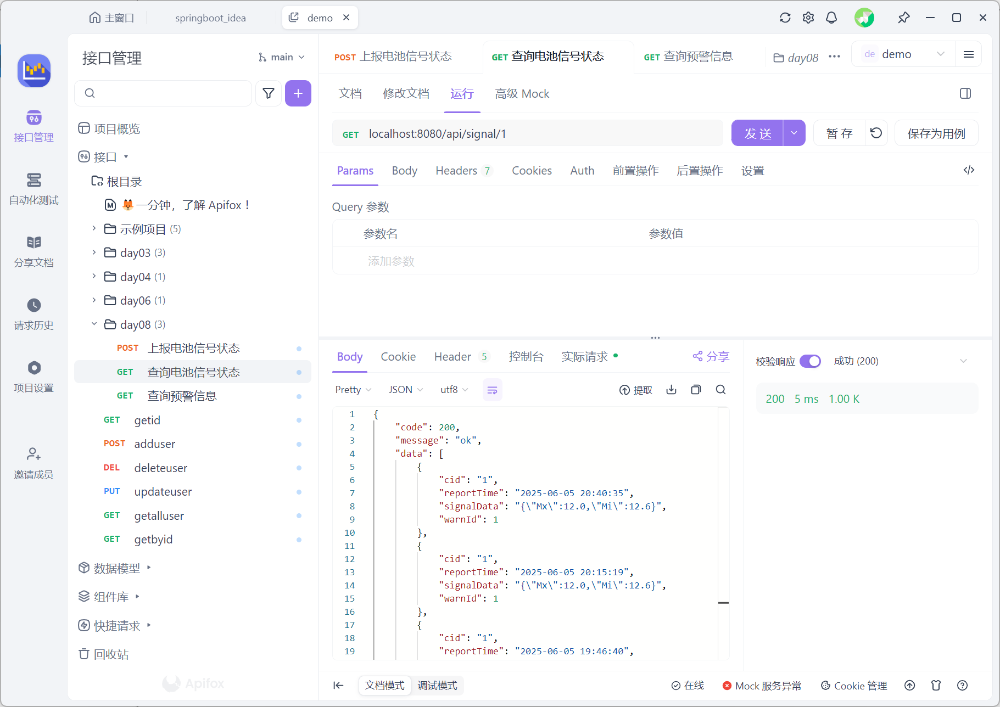 主窗口
springboot_idea
demo
接口管理
自动化测试
分享文档
请求历史
项目设置
邀请成员
接口管理
main
项目概览
接口
根目录
🦊一分钟，了解 Apifox！
示例项目 (5)
day03 (3)
day04 (1)
day06 (1)
day08 (3)
POST 上报电池信号状态
GET 查询电池信号状态
GET 查询预警信息
GET getid
POST adduser
DEL deleteuser
PUT updateuser
GET getalluser
GET getbyid
数据模型
组件库
快捷请求
回收站
Apifox
POST 上报电池信号状态
GET 查询电池信号状态
GET 查询预警信息
day08
de demo
文档 修改文档 运行 高级 Mock
GET localhost:8080/api/signal/1
发 送
暂 存
保存为用例
Params Body Headers 7 Cookies Auth 前置操作 后置操作 设置
Query 参数
参数名 参数值
添加参数
Body Cookie Header 5 控制台 实际请求
分享
Pretty JSON utf8
提取
1 {
2 "code": 200,
3 "message": "ok",
4 "data": [
5 {
6 "cid": "1",
7 "reportTime": "2025-06-05 20:40:35",
8 "signalData": "{\"Mx\":12.0,\"Mi\":12.6}",
9 "warnId": 1
10 },
11 {
12 "cid": "1",
13 "reportTime": "2025-06-05 20:15:19",
14 "signalData": "{\"Mx\":12.0,\"Mi\":12.6}",
15 "warnId": 1
16 },
17 {
18 "cid": "1",
19 "reportTime": "2025-06-05 19:46:40",
校验响应 成功 (200)
200 5 ms 1.00 K
文档模式 调试模式
在线
Mock 服务异常
Cookie 管理